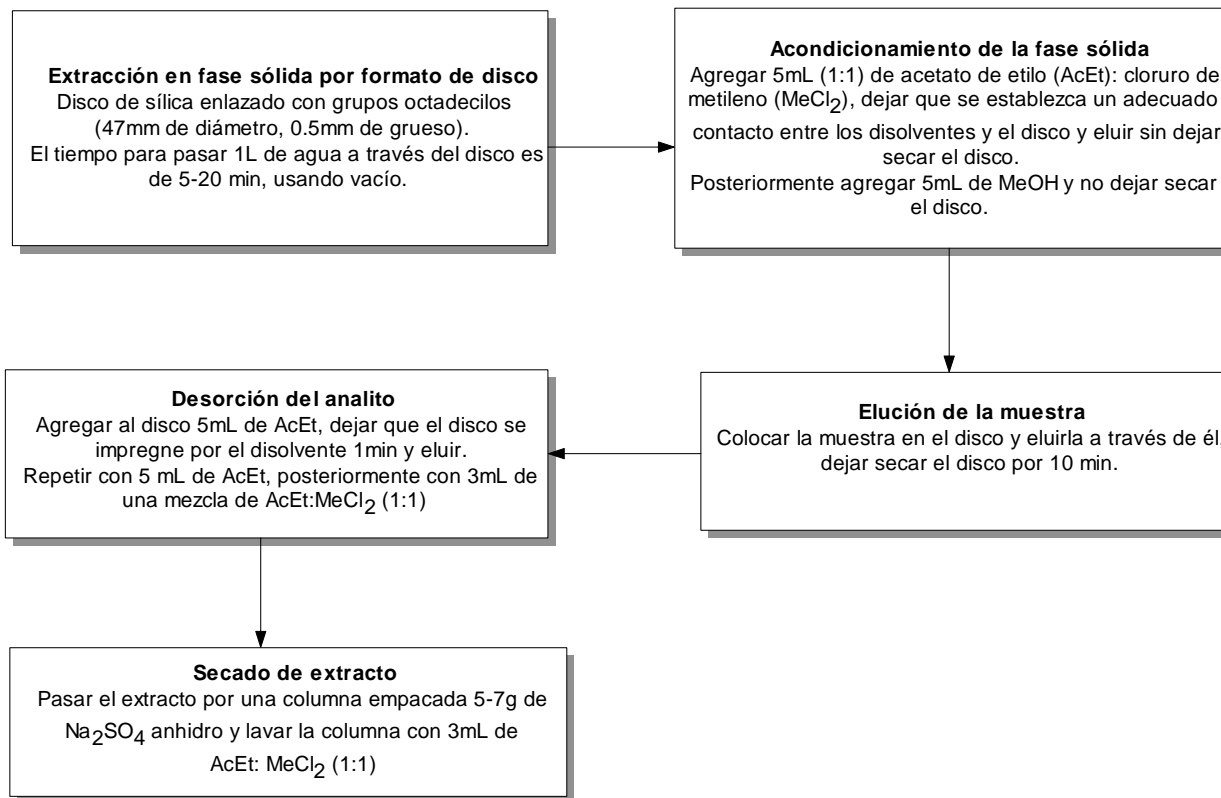 Extracción en fase sólida por formato de disco
Disco de sílica enlazado con grupos octadecilos
(47mm de diámetro, 0.5mm de grueso).
El tiempo para pasar 1L de agua a través del disco es
de 5-20 min, usando vacío.
Acondicionamiento de la fase sólida
Agregar 5mL (1:1) de acetato de etilo (AcEt): cloruro de
metileno (MeCl₂), dejar que se establezca un adecuado
contacto entre los disolventes y el disco y eluir sin dejar
secar el disco.
Posteriormente agregar 5mL de MeOH y no dejar secar
el disco.
Elución de la muestra
Colocar la muestra en el disco y eluirla a través de él,
dejar secar el disco por 10 min.
Desorción del analito
Agregar al disco 5mL de AcEt, dejar que el disco se
impregne por el disolvente 1min y eluir.
Repetir con 5 mL de AcEt, posteriormente con 3mL de
una mezcla de AcEt:MeCl₂ (1:1)
Secado de extracto
Pasar el extracto por una columna empacada 5-7g de
Na₂SO₄ anhidro y lavar la columna con 3mL de
AcEt: MeCl₂ (1:1)